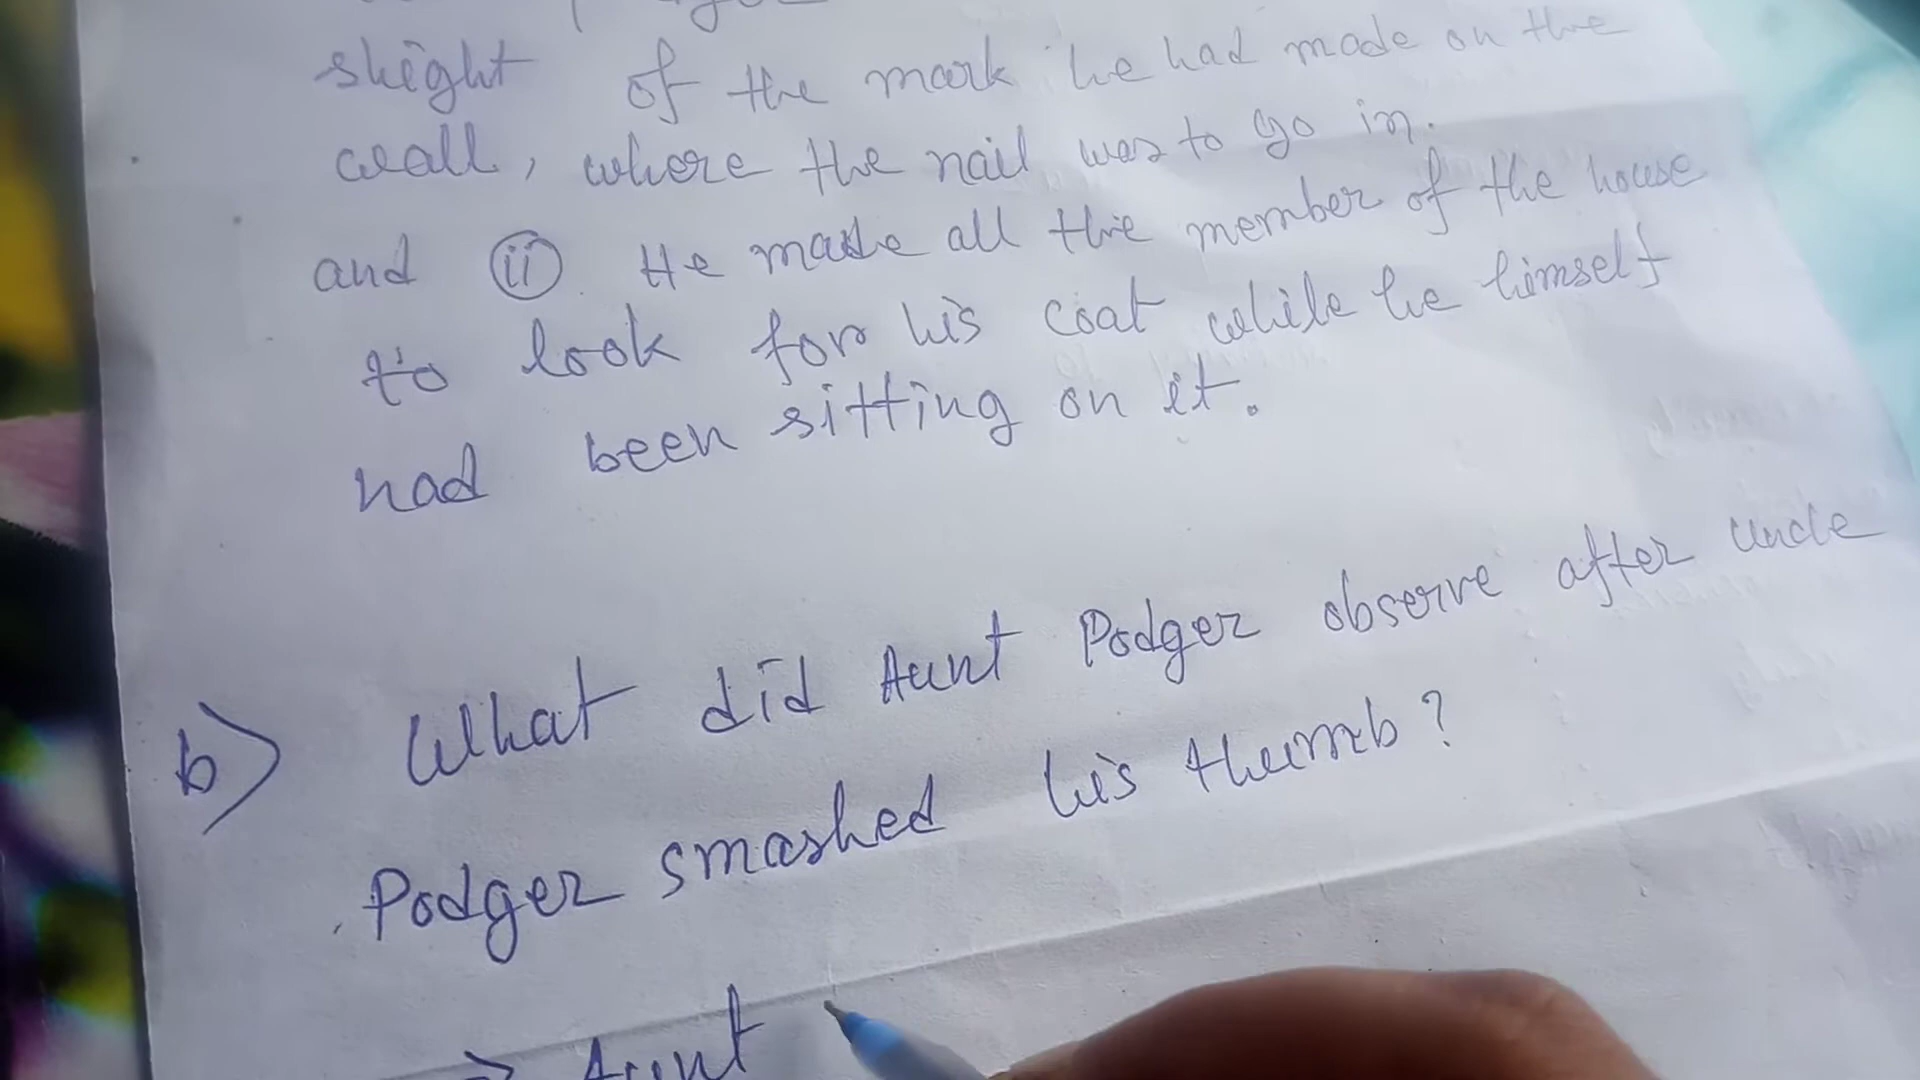 skight of the mark he had made on the
wall, where the nail was to go in.
and (ii) He made all the member of the house
to look for his coat while he himself
had been sitting on it.
b) What did Aunt Podger observe after uncle
Podger smashed his thumb?
→ Aunt